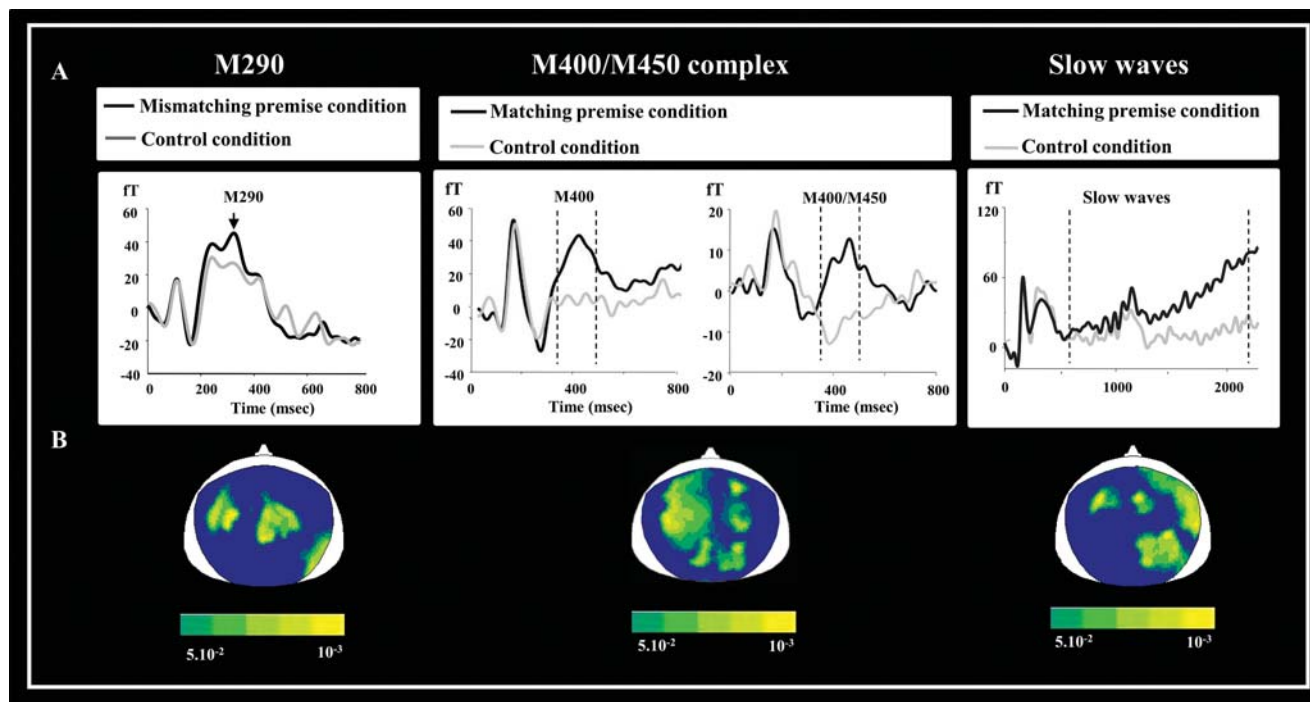 A
M290
M400/M450 complex
Slow waves
Mismatching premise condition
Control condition
Matching premise condition
Control condition
Matching premise condition
Control condition
fT
M290
60
40
20
0
-20
-40
0
200
400
600
800
Time (msec)
fT
M400
60
40
20
0
-20
-40
0
400
800
Time (msec)
fT
M400/M450
20
10
0
-10
-20
0
400
800
Time (msec)
fT
Slow waves
120
60
0
0
1000
2000
Time (msec)
B
5.10-2
10-3
5.10-2
10-3
5.10-2
10-3